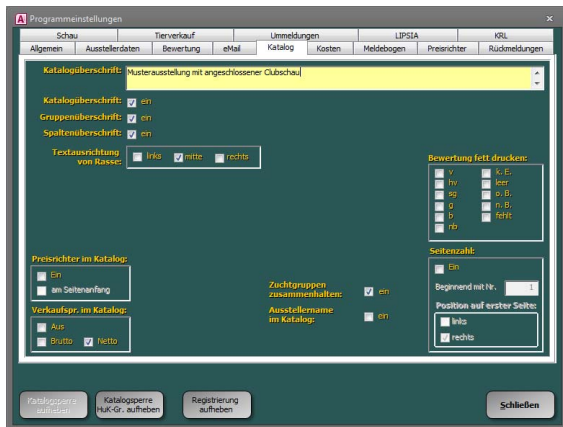 Programmeinstellungen
Schau Tierverkauf Ummeldungen LIPSIA KRL
Allgemein Ausstellerdaten Bewertung eMail Katalog Kosten Meldebogen Preisrichter Rückmeldungen
Katalogüberschrift: Musterausstellung mit angeschlossener Clubschau
Katalogüberschrift: ein
Gruppenüberschrift: ein
Spaltenüberschrift: ein
Textausrichtung
von Rasse: links mitte rechts
Bewertung fett drucken:
v k. E.
hv leer
sg o. B.
g n. B.
b fehlt
nb
Preisrichter im Katalog:
Ein
am Seitenanfang
Verkaufspr. im Katalog:
Aus
Brutto Netto
Zuchtgruppen
zusammenhalten: ein
Ausstellername
im Katalog: ein
Seitenzahl:
Ein
Beginnend mit Nr. 1
Position auf erster Seite:
links
rechts
Katalogsperre
aufheben
Katalogsperre
HuK-Gr. aufheben
Registrierung
aufheben
Schließen